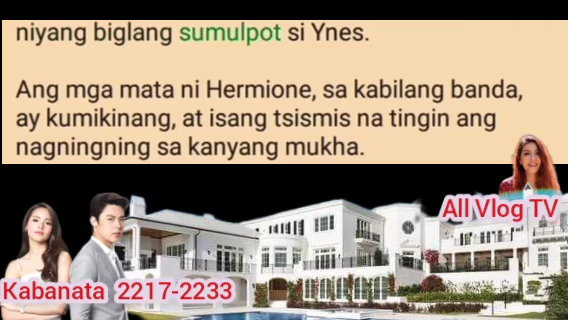 niyang biglang sumulpot si Ynes.
Ang mga mata ni Hermione, sa kabilang banda,
ay kumikinang, at isang tsismis na tingin ang
nagningning sa kanyang mukha.
All Vlog TV
Kabanata 2217-2233